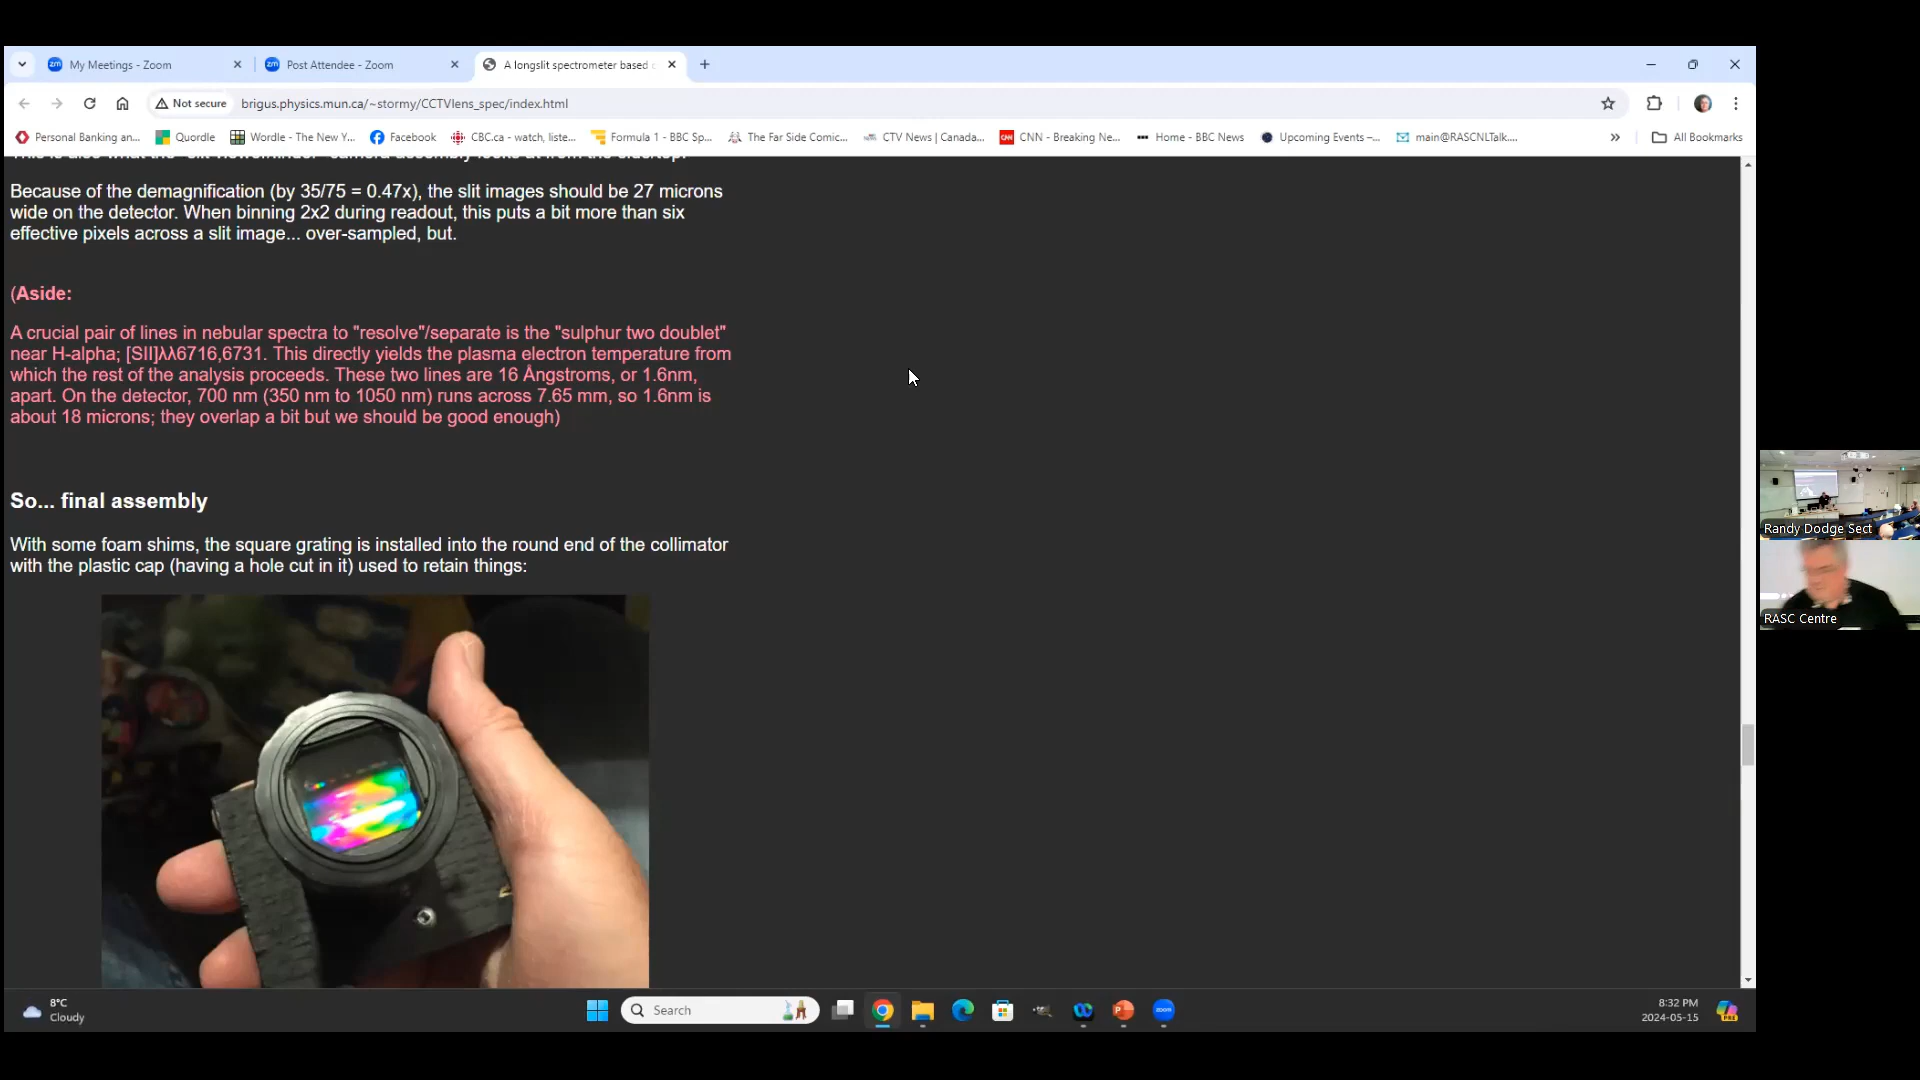 My Meetings - Zoom
Post Attendee - Zoom
A longslit spectrometer based
Not secure
brigus.physics.mun.ca/~stormy/CCTVlens_spec/index.html
Personal Banking an...
Quordle
Wordle - The New Y...
Facebook
CBC.ca - watch, liste...
Formula 1 - BBC Sp...
The Far Side Comic...
CTV News | Canada...
CNN - Breaking Ne...
Home - BBC News
Upcoming Events –...
main@RASCNLTalk....
All Bookmarks
Because of the demagnification (by 35/75 = 0.47x), the slit images should be 27 microns
wide on the detector. When binning 2x2 during readout, this puts a bit more than six
effective pixels across a slit image... over-sampled, but.
(Aside:
A crucial pair of lines in nebular spectra to "resolve"/separate is the "sulphur two doublet"
near H-alpha; [SII]λλ6716,6731. This directly yields the plasma electron temperature from
which the rest of the analysis proceeds. These two lines are 16 Ångstroms, or 1.6nm,
apart. On the detector, 700 nm (350 nm to 1050 nm) runs across 7.65 mm, so 1.6nm is
about 18 microns; they overlap a bit but we should be good enough)
So... final assembly
With some foam shims, the square grating is installed into the round end of the collimator
with the plastic cap (having a hole cut in it) used to retain things:
Randy Dodge Sect
RASC Centre
8°C
Cloudy
Search
8:32 PM
2024-05-15